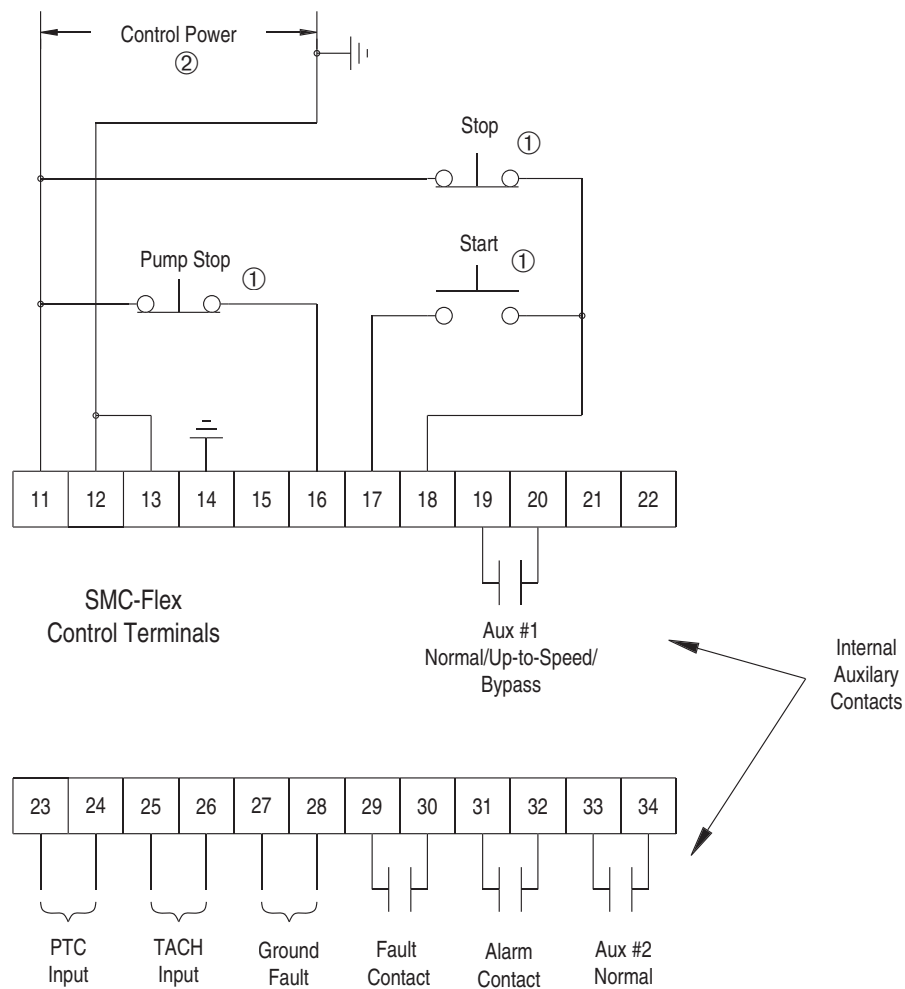 Control Power
②
Stop
①
Start
①
Pump Stop
①
11 12 13 14 15 16 17 18 19 20 21 22
SMC-Flex
Control Terminals
Aux #1
Normal/Up-to-Speed/
Bypass
Internal
Auxilary
Contacts
23 24 25 26 27 28 29 30 31 32 33 34
PTC
Input
TACH
Input
Ground
Fault
Fault
Contact
Alarm
Contact
Aux #2
Normal